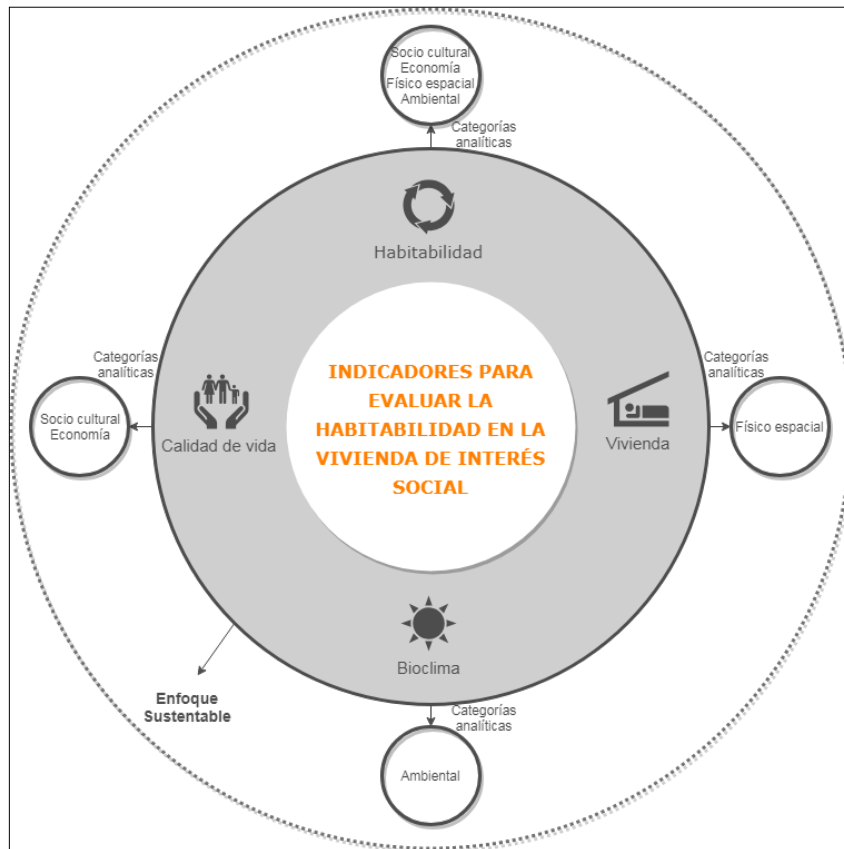 Socio cultural
Economía
Físico espacial
Ambiental
Categorías
analíticas
Habitabilidad
Categorías
analíticas
Socio cultural
Economía
Calidad de vida
INDICADORES PARA
EVALUAR LA
HABITABILIDAD EN LA
VIVIENDA DE INTERÉS
SOCIAL
Vivienda
Categorías
analíticas
Físico espacial
Bioclima
Enfoque
Sustentable
Categorías
analíticas
Ambiental